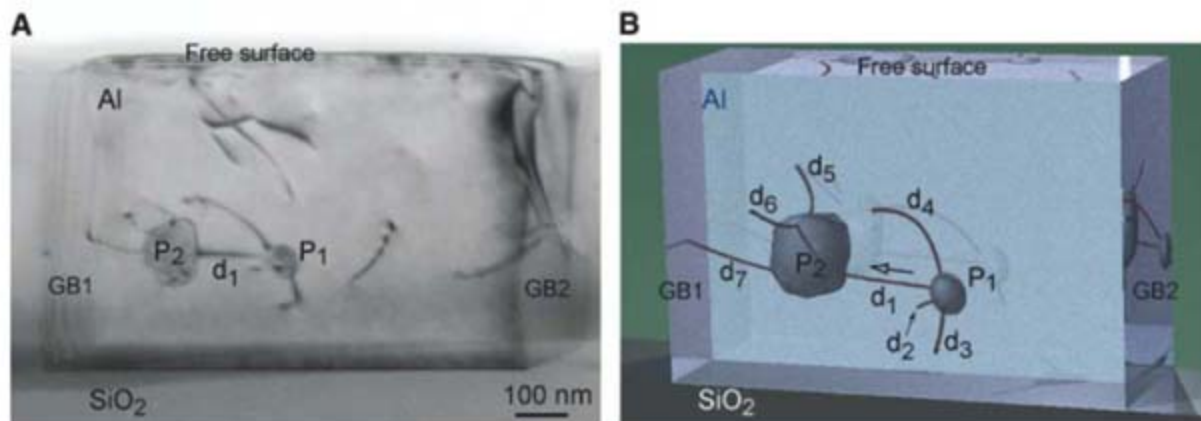 A
Free surface
Al
P2
P1
d1
GB1
GB2
SiO2
100 nm
B
Free surface
Al
d5
d6
d4
P2
P1
GB1
d7
d1
GB2
d2
d3
SiO2